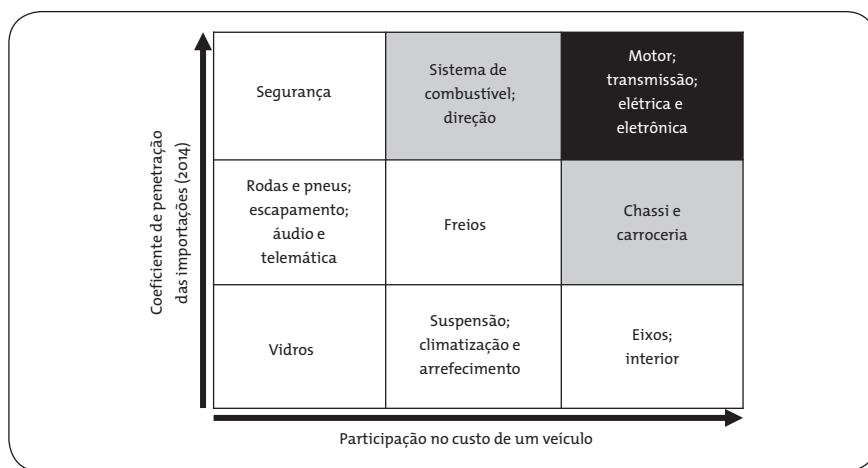 Coeficiente de penetração
das importações (2014)
Segurança
Sistema de
combustível;
direção
Motor;
transmissão;
elétrica e
eletrônica
Rodas e pneus;
escapamento;
áudio e
telemática
Freios
Chassi e
carroceria
Vidros
Suspensão;
climatização e
arrefecimento
Eixos;
interior
Participação no custo de um veículo